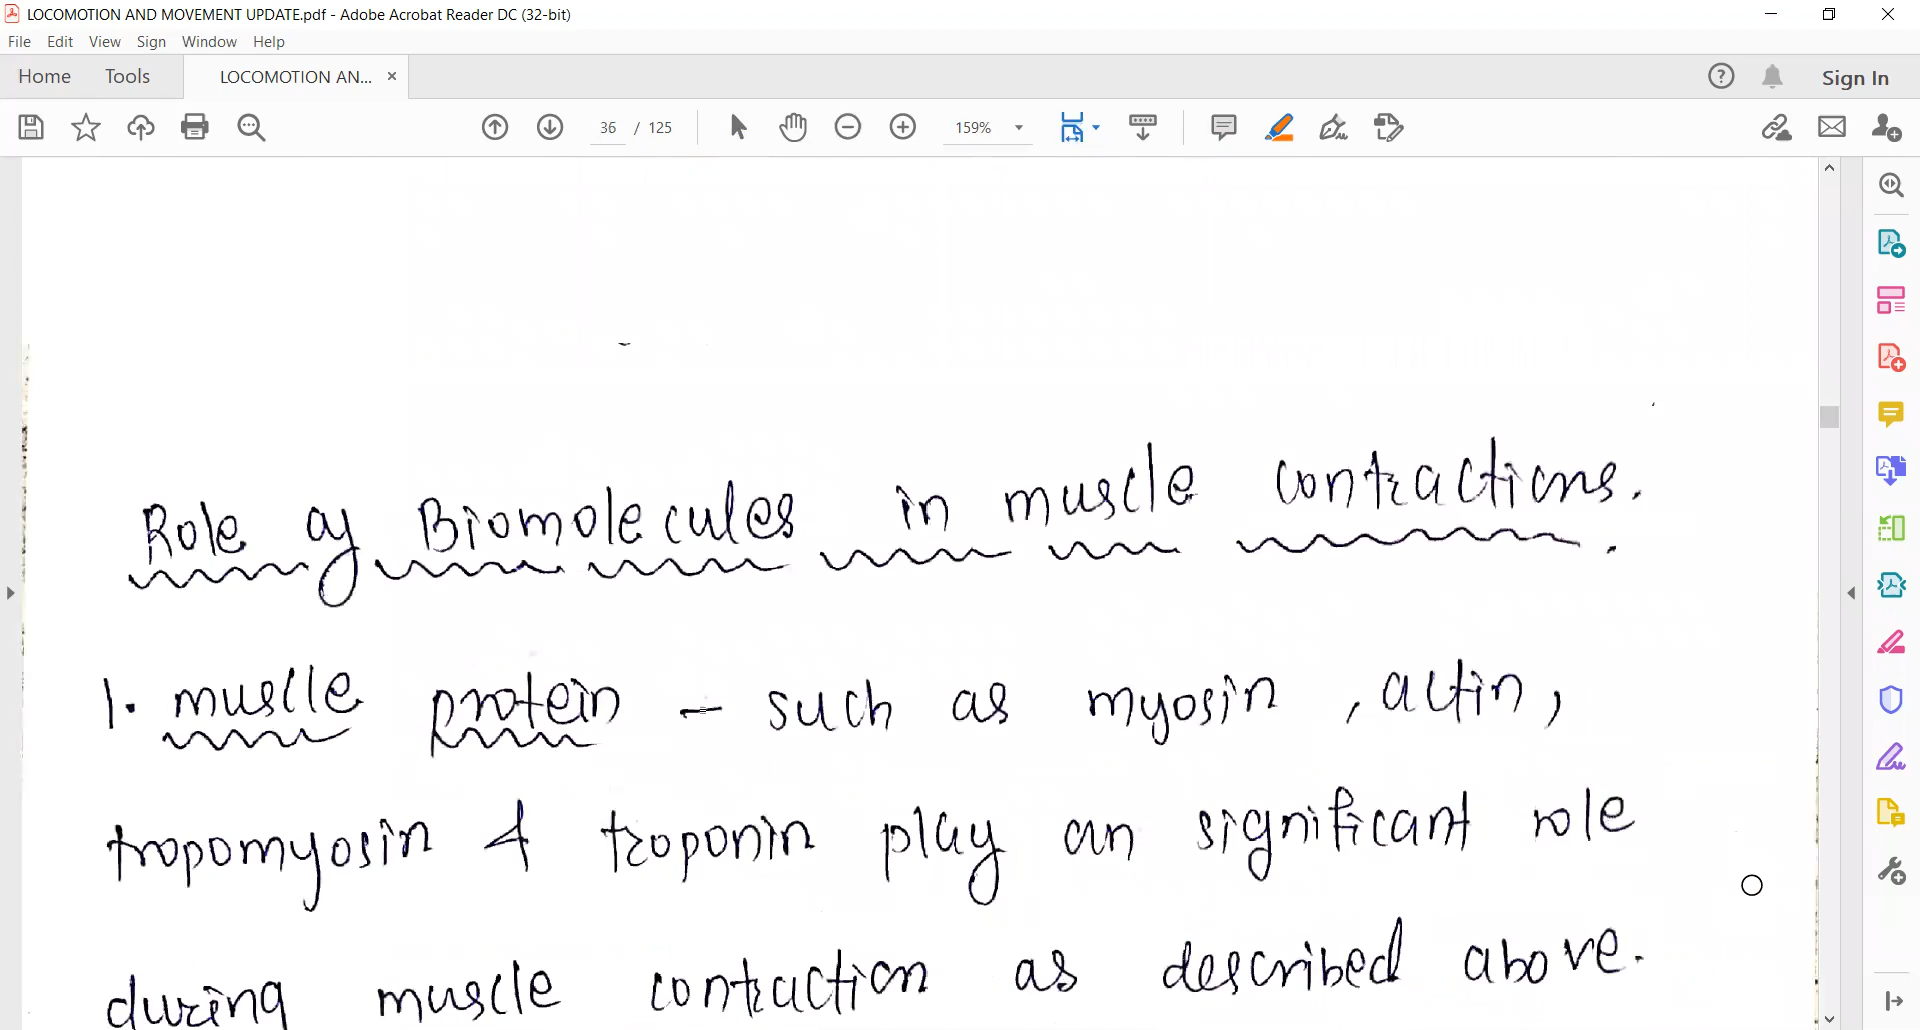 LOCOMOTION AND MOVEMENT UPDATE.pdf - Adobe Acrobat Reader DC (32-bit)
File Edit View Sign Window Help
Home Tools LOCOMOTION AN... × Sign In
36 / 125 159%
Role of Biomolecules in muscle contractions.
1. muscle protein – such as myosin, actin,
tropomyosin & troponin play an significant role
during muscle contraction as described above.